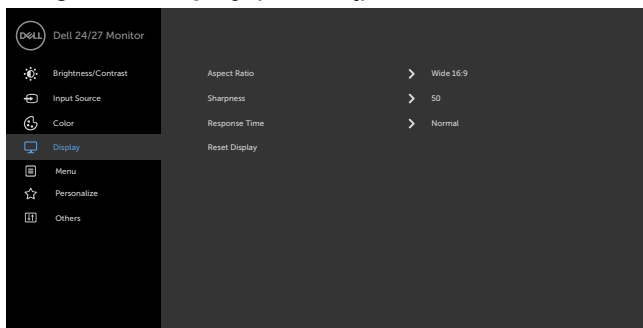 DELL Dell 24/27 Monitor
Brightness/Contrast Aspect Ratio Wide 16:9
Input Source Sharpness 50
Color Response Time Normal
Display Reset Display
Menu
Personalize
Others